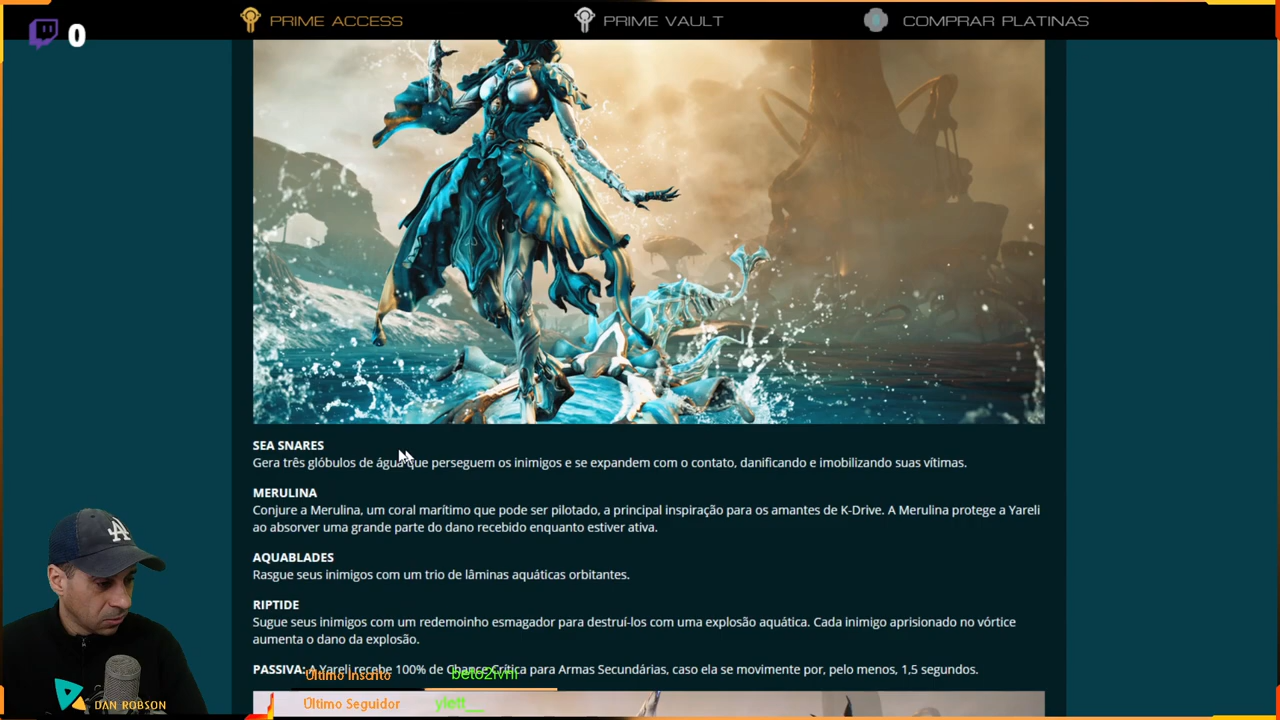 PRIME ACCESS
PRIME VAULT
COMPRAR PLATINAS
0
SEA SNARES
Gera três glóbulos de água que perseguem os inimigos e se expandem com o contato, danificando e imobilizando suas vítimas.
MERULINA
Conjure a Merulina, um coral marítimo que pode ser pilotado, a principal inspiração para os amantes de K-Drive. A Merulina protege a Yareli
ao absorver uma grande parte do dano recebido enquanto estiver ativa.
AQUABLADES
Rasgue seus inimigos com um trio de lâminas aquáticas orbitantes.
RIPTIDE
Sugue seus inimigos com um redemoinho esmagador para destruí-los com uma explosão aquática. Cada inimigo aprisionado no vórtice
aumenta o dano da explosão.
PASSIVA: A Yareli recebe 100% de Chance Crítica para Armas Secundárias, caso ela se movimente por, pelo menos, 1,5 segundos.
Último Inscrito
Último Seguidor
ylett__
DAN ROBSON
LA